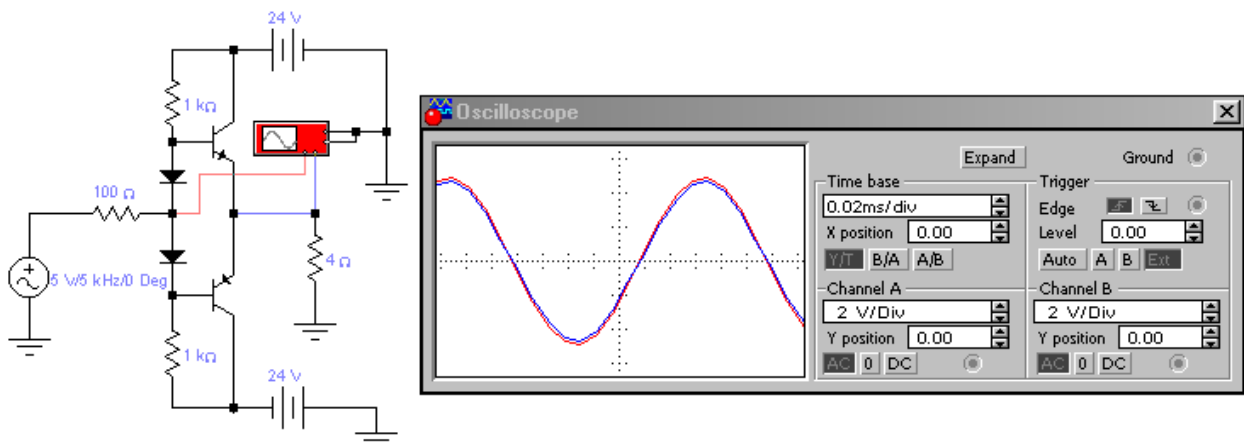 24 V
1 kΩ
100 Ω
5 V/5 kHz/0 Deg
4 Ω
1 kΩ
24 V
Oscilloscope
Expand
Ground
Time base
0.02ms/div
X position 0.00
Y/T B/A A/B
Trigger
Edge
Level 0.00
Auto A B Ext
Channel A
2 V/Div
Y position 0.00
AC 0 DC
Channel B
2 V/Div
Y position 0.00
AC 0 DC